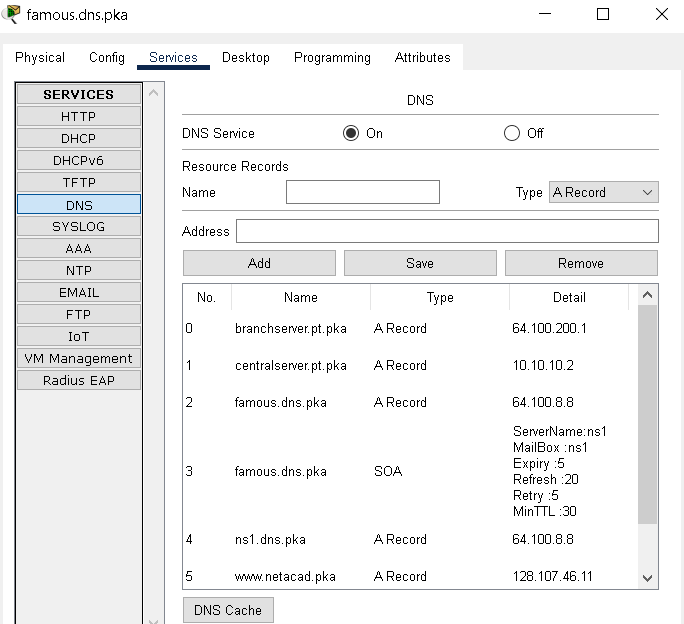 famous.dns.pka
Physical Config Services Desktop Programming Attributes
SERVICES
HTTP
DHCP
DHCPv6
TFTP
DNS
SYSLOG
AAA
NTP
EMAIL
FTP
IoT
VM Management
Radius EAP
DNS
DNS Service On Off
Resource Records
Name Type A Record
Address
Add Save Remove
No. Name Type Detail
0 branchserver.pt.pka A Record 64.100.200.1
1 centralserver.pt.pka A Record 10.10.10.2
2 famous.dns.pka A Record 64.100.8.8
3 famous.dns.pka SOA ServerName:ns1
MailBox :ns1
Expiry :5
Refresh :20
Retry :5
MinTTL :30
4 ns1.dns.pka A Record 64.100.8.8
5 www.netacad.pka A Record 128.107.46.11
DNS Cache